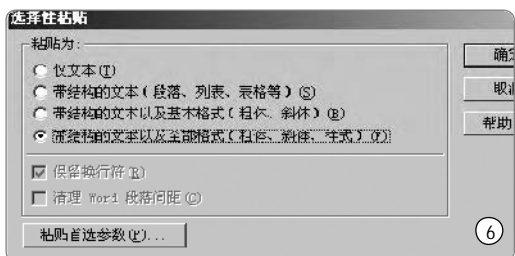 选择性粘贴
粘贴为:
仅文本(T)
带结构的文本(段落、列表、表格等)(S)
带结构的文本以及基本格式(粗体、斜体)(B)
带结构的文本以及全部格式(粗体、斜体、样式)(F)
保留换行符(R)
清理 Word 段落间距(C)
粘贴首选参数(P)...
确定
取消
帮助
6